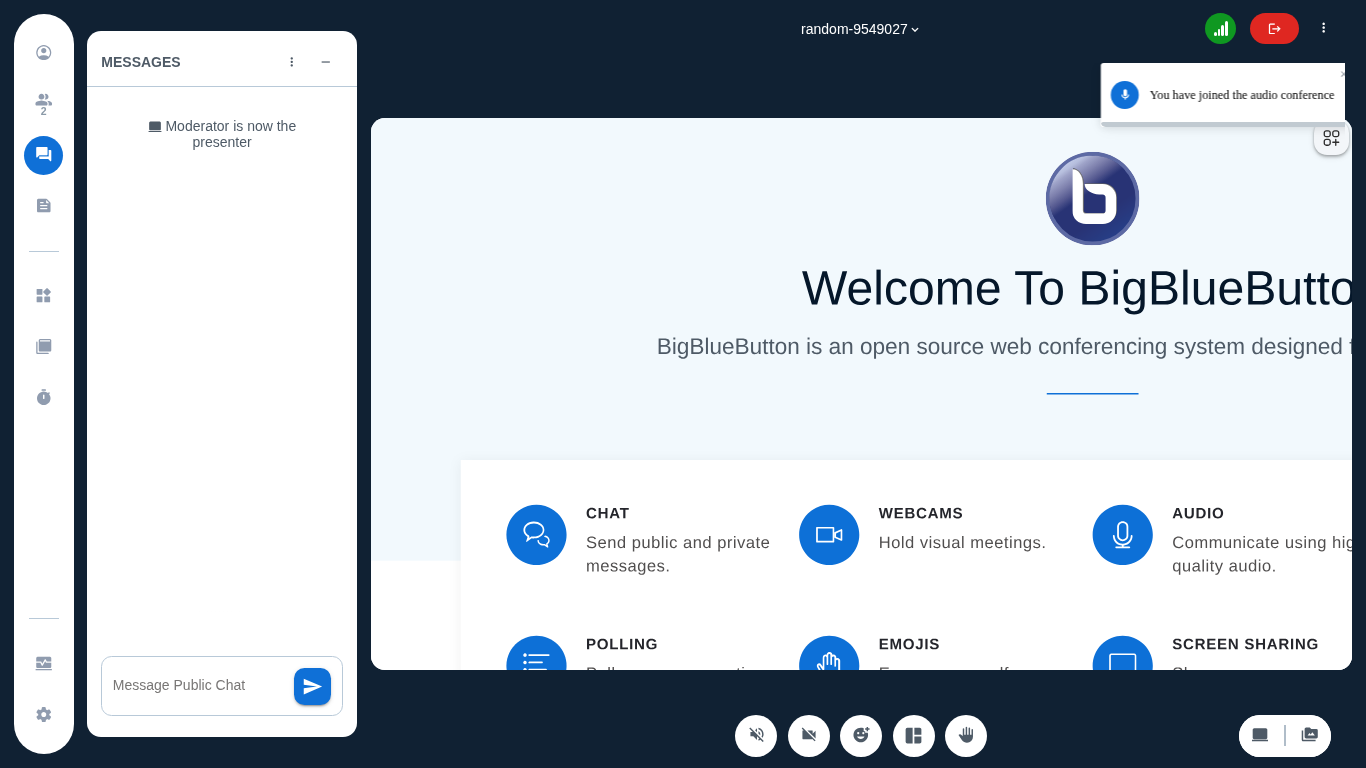 random-9549027
2
MESSAGES
Moderator is now the
presenter
You have joined the audio conference
Welcome To BigBlueButto
BigBlueButton is an open source web conferencing system designed
CHAT
Send public and private
messages.
WEBCAMS
Hold visual meetings.
AUDIO
Communicate using hig
quality audio.
POLLING
EMOJIS
SCREEN SHARING
Message Public Chat